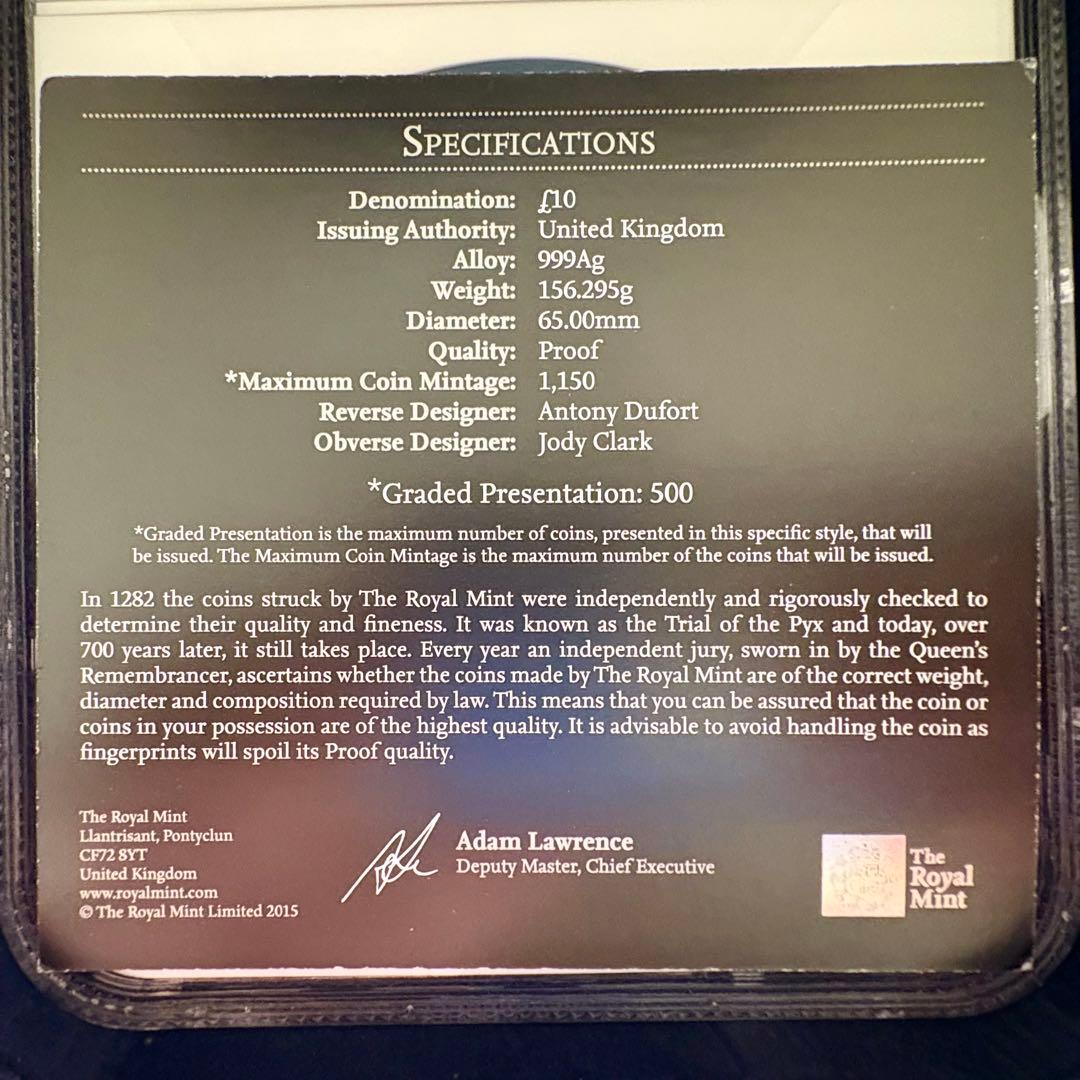 SPECIFICATIONS
Denomination: £10
Issuing Authority: United Kingdom
Alloy: 999Ag
Weight: 156.295g
Diameter: 65.00mm
Quality: Proof
*Maximum Coin Mintage: 1,150
Reverse Designer: Antony Dufort
Obverse Designer: Jody Clark
*Graded Presentation: 500
*Graded Presentation is the maximum number of coins, presented in this specific style, that will
be issued. The Maximum Coin Mintage is the maximum number of the coins that will be issued.
In 1282 the coins struck by The Royal Mint were independently and rigorously checked to
determine their quality and fineness. It was known as the Trial of the Pyx and today, over
700 years later, it still takes place. Every year an independent jury, sworn in by the Queen's
Remembrancer, ascertains whether the coins made by The Royal Mint are of the correct weight,
diameter and composition required by law. This means that you can be assured that the coin or
coins in your possession are of the highest quality. It is advisable to avoid handling the coin as
fingerprints will spoil its Proof quality.
The Royal Mint
Llantrisant, Pontyclun
CF72 8YT
United Kingdom
www.royalmint.com
© The Royal Mint Limited 2015
Adam Lawrence
Deputy Master, Chief Executive
The
Royal
Mint